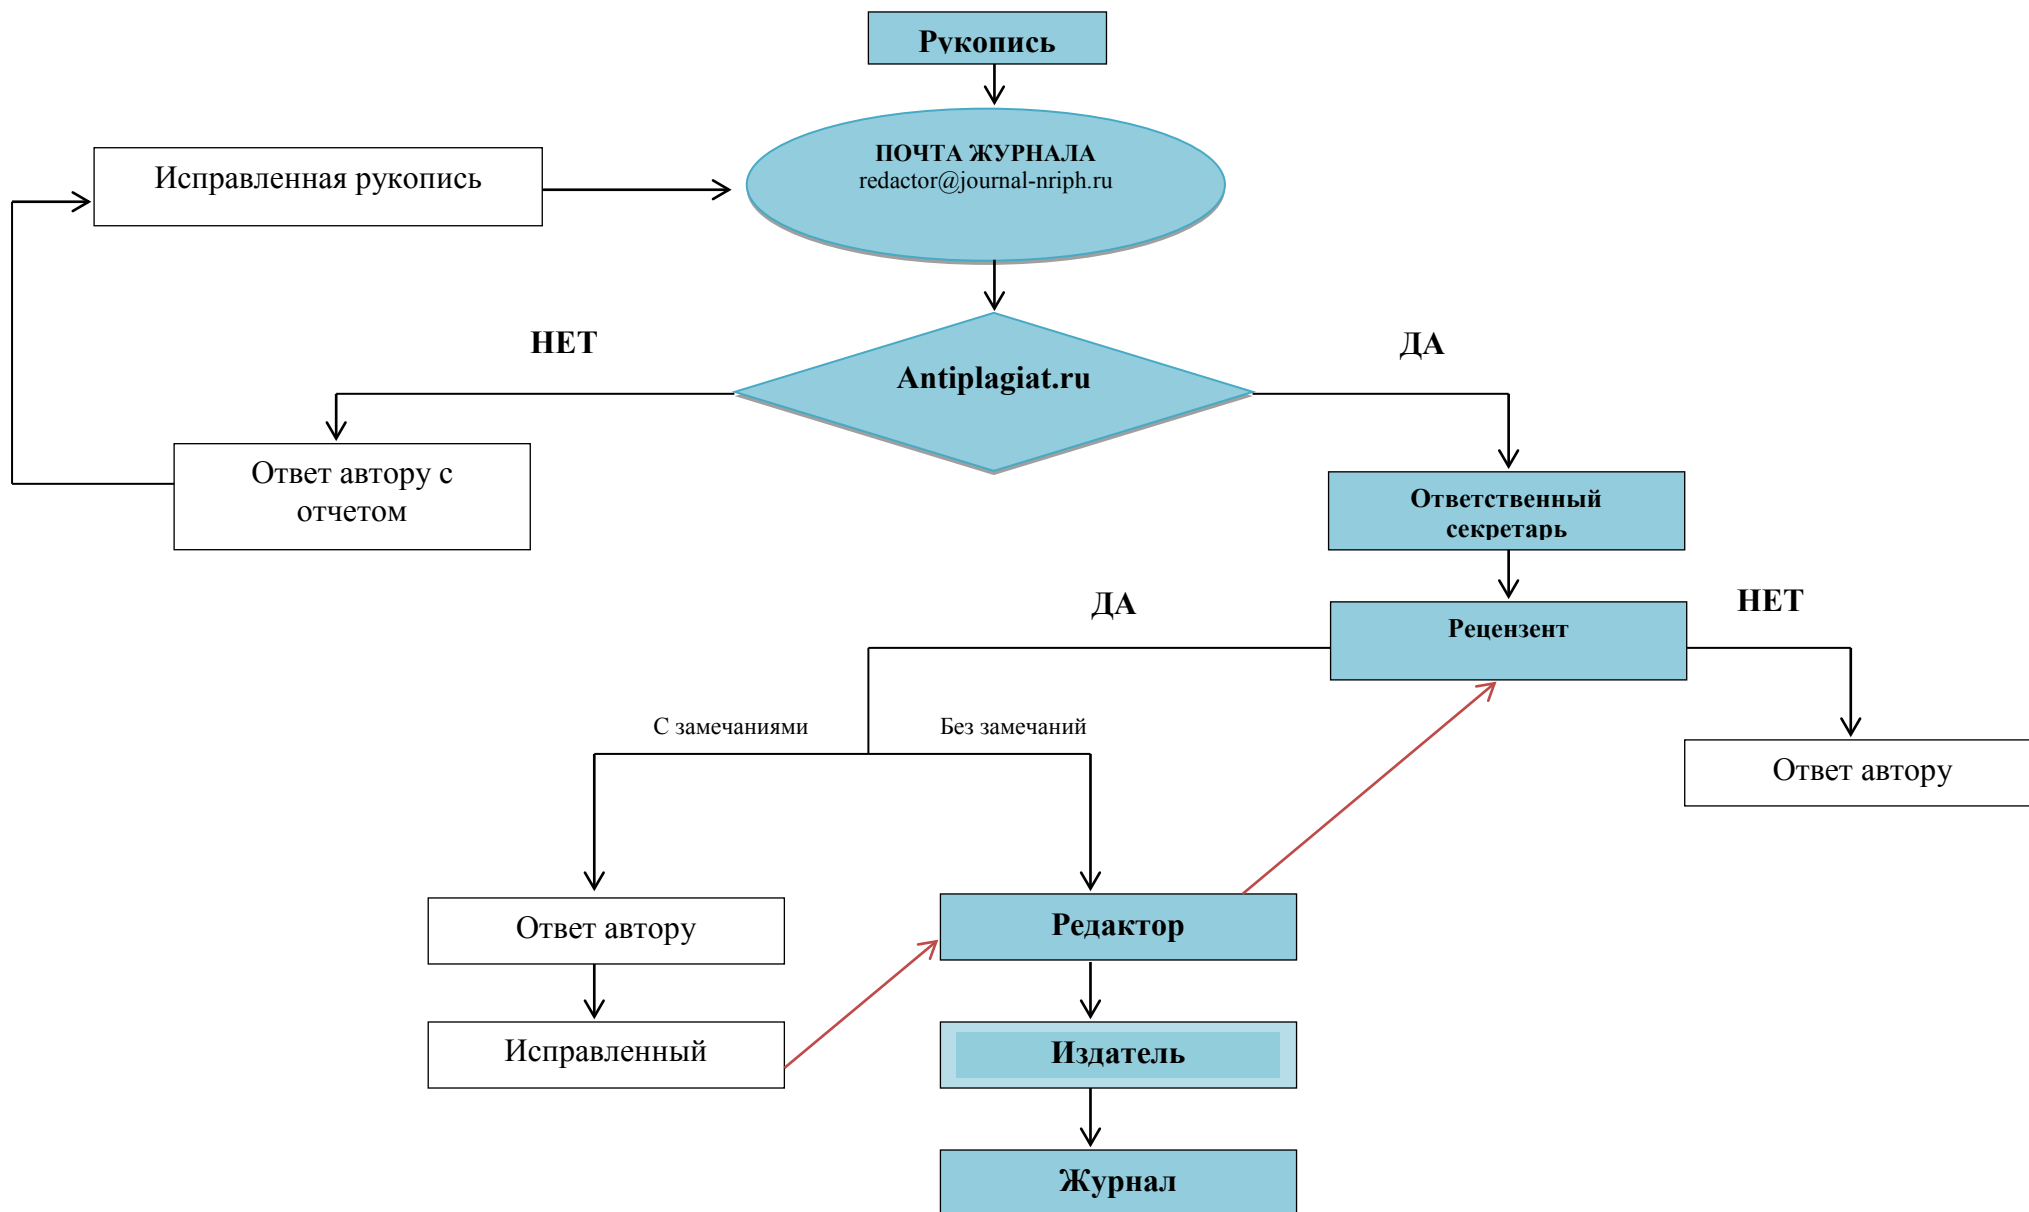 Рукопись
ПОЧТА ЖУРНАЛА
redactor@journal-nriph.ru
Исправленная рукопись
НЕТ
ДА
Antiplagiat.ru
Ответ автору с
отчетом
Ответственный
секретарь
ДА
НЕТ
Рецензент
С замечаниями
Без замечаний
Ответ автору
Ответ автору
Редактор
Исправленный
Издатель
Журнал